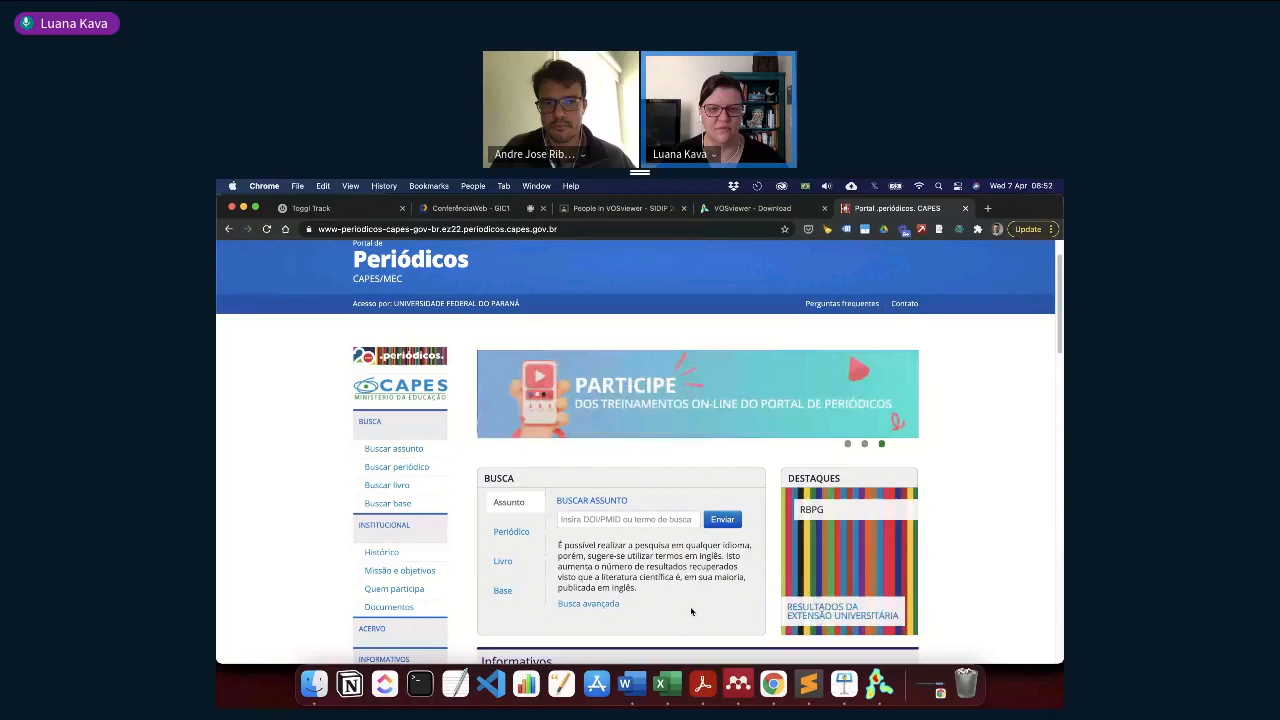 Luana Kava
Andre Jose Rib...
Luana Kava
Chrome File Edit View History Bookmarks People Tab Window Help
Wed 7 Apr 08:52
Toggl Track
ConferênciaWeb - GIC1
People in VOSviewer - SIDIP 2
VOSviewer - Download
Portal .periódicos. CAPES
www-periodicos-capes-gov-br.ez22.periodicos.capes.gov.br
Update
Portal de
Periódicos
CAPES/MEC
Acesso por: UNIVERSIDADE FEDERAL DO PARANÁ
Perguntas frequentes
Contato
.periódicos.
CAPES
MINISTÉRIO DA EDUCAÇÃO
BUSCA
Buscar assunto
Buscar periódico
Buscar livro
Buscar base
INSTITUCIONAL
Histórico
Missão e objetivos
Quem participa
Documentos
ACERVO
INFORMATIVOS
PARTICIPE
DOS TREINAMENTOS ON-LINE DO PORTAL DE PERIÓDICOS
BUSCA
Assunto
Periódico
Livro
Base
BUSCAR ASSUNTO
Insira DOI/PMID ou termo de busca
Enviar
É possível realizar a pesquisa em qualquer idioma,
porém, sugere-se utilizar termos em inglês. Isto
aumenta o número de resultados recuperados
visto que a literatura científica é, em sua maioria,
publicada em inglês.
Busca avançada
DESTAQUES
RBPG
RESULTADOS DA
EXTENSÃO UNIVERSITÁRIA
Informativos